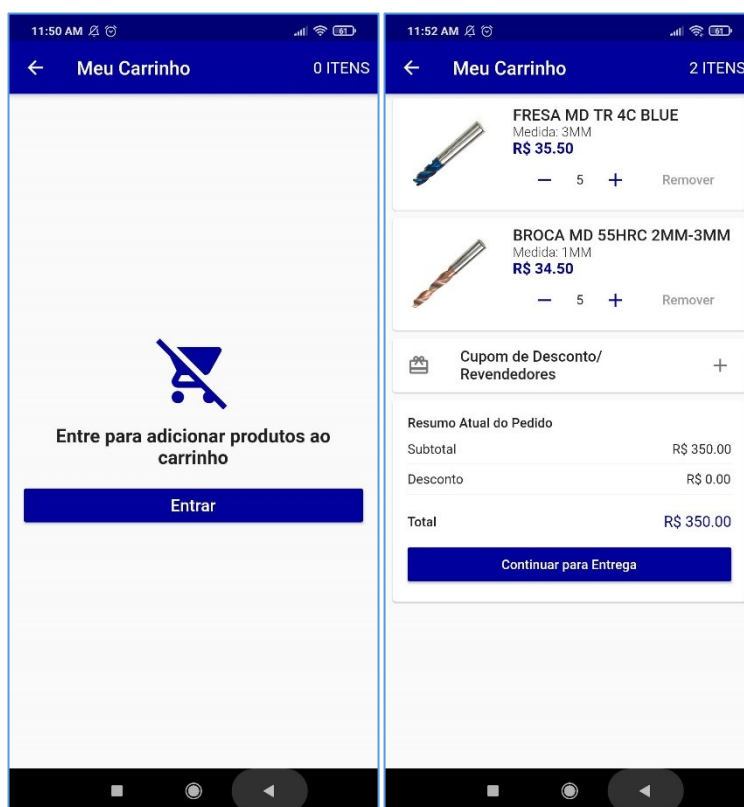 11:50 AM
61
Meu Carrinho
0 ITENS
Entre para adicionar produtos ao
carrinho
Entrar
11:52 AM
61
Meu Carrinho
2 ITENS
FRESA MD TR 4C BLUE
Medida: 3MM
R$ 35.50
5
Remover
BROCA MD 55HRC 2MM-3MM
Medida: 1MM
R$ 34.50
5
Remover
Cupom de Desconto/
Revendedores
Resumo Atual do Pedido
Subtotal R$ 350.00
Desconto R$ 0.00
Total R$ 350.00
Continuar para Entrega